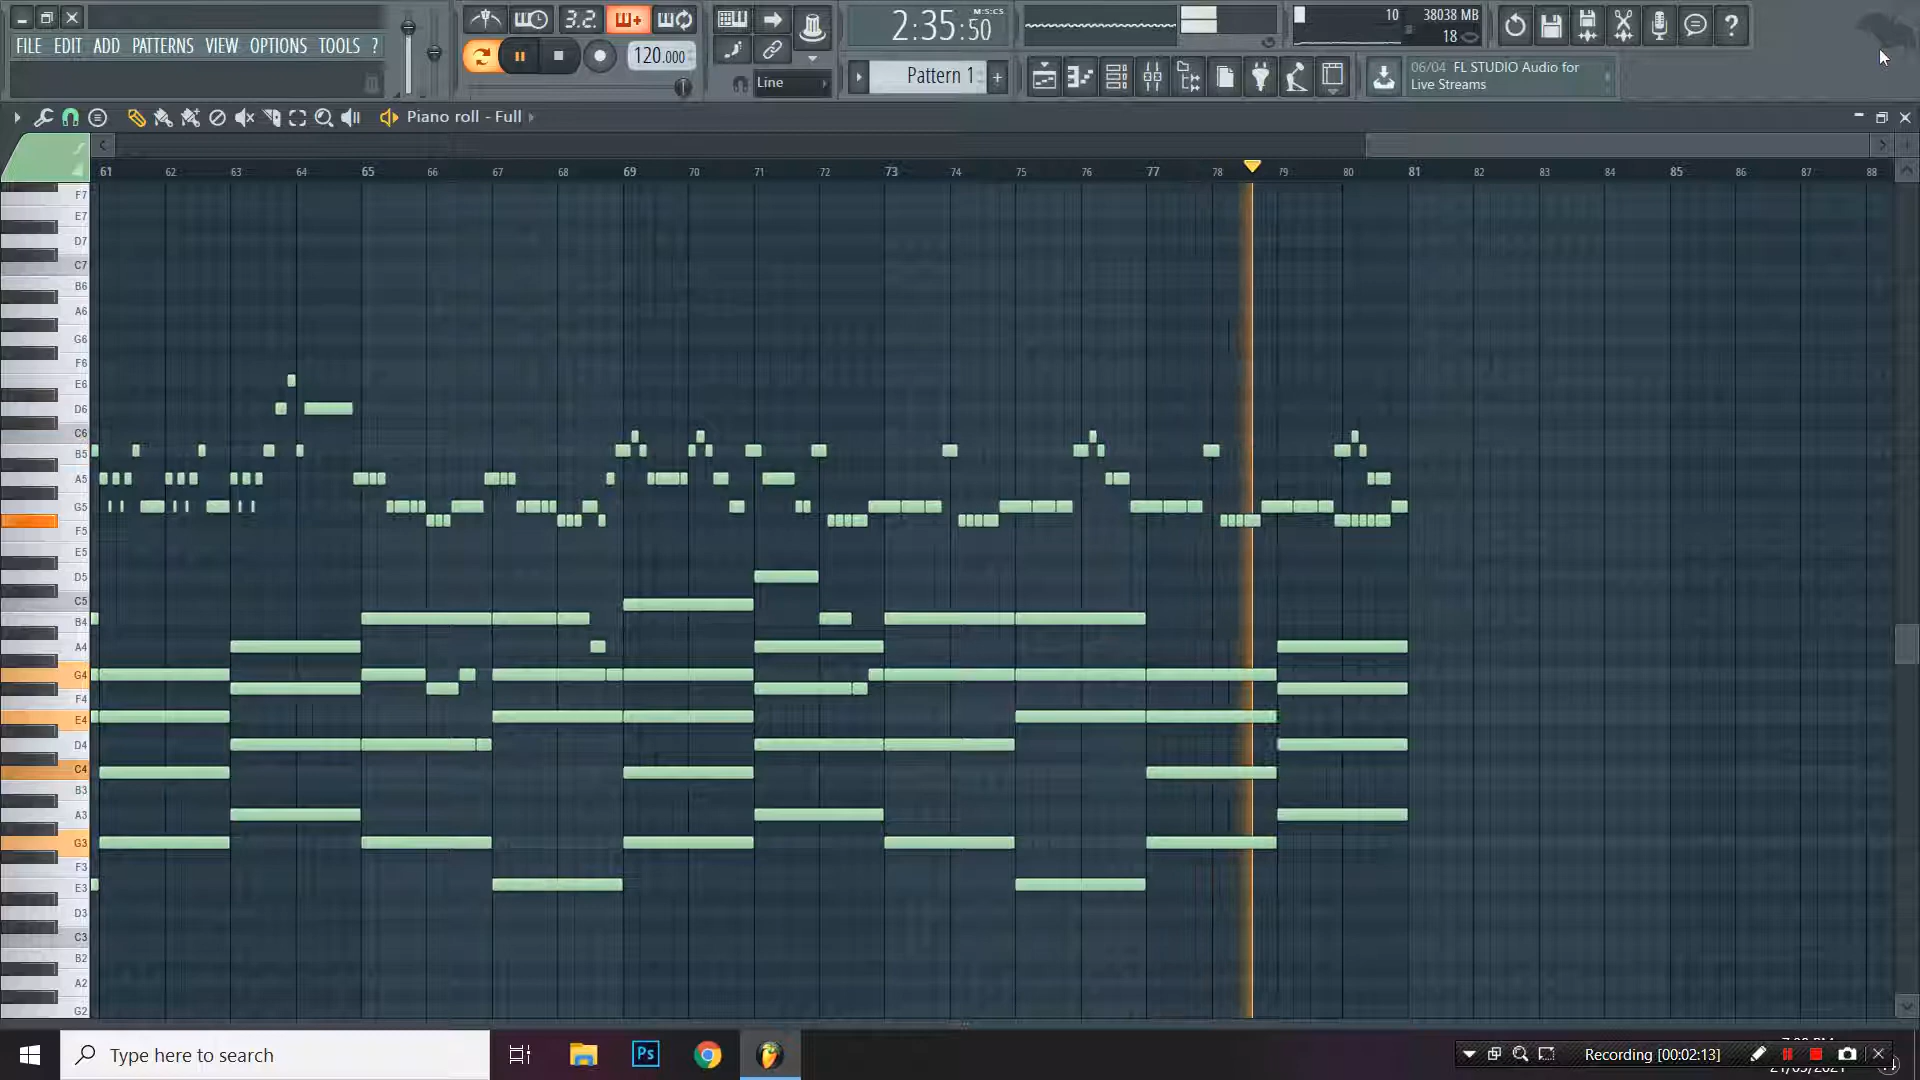 FILE EDIT ADD PATTERNS VIEW OPTIONS TOOLS ?
3.2.
120.000
Line
2:35:50
M:S:CS
Pattern 1
10
38038 MB
18
06/04 FL STUDIO Audio for
Live Streams
Piano roll - Full
61 62 63 64 65 66 67 68 69 70 71 72 73 74 75 76 77 78 79 80 81 82 83 84 85 86 87 88
F7
E7
D7
C7
B6
A6
G6
F6
E6
D6
C6
B5
A5
G5
F5
E5
D5
C5
B4
A4
G4
F4
E4
D4
C4
B3
A3
G3
F3
E3
D3
C3
B2
A2
G2
Type here to search
Ps
Recording [00:02:13]